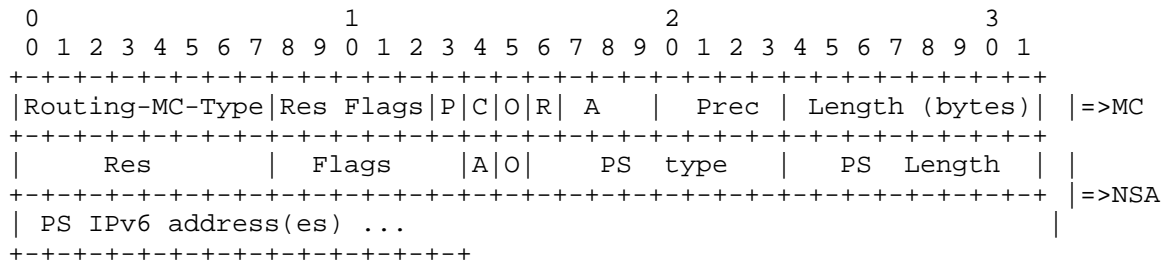 0                   1                   2                   3
 0 1 2 3 4 5 6 7 8 9 0 1 2 3 4 5 6 7 8 9 0 1 2 3 4 5 6 7 8 9 0 1
+-+-+-+-+-+-+-+-+-+-+-+-+-+-+-+-+-+-+-+-+-+-+-+-+-+-+-+-+-+-+-+-+
|Routing-MC-Type|Res Flags|P|C|O|R| A   |  Prec | Length (bytes)| |=>MC
+-+-+-+-+-+-+-+-+-+-+-+-+-+-+-+-+-+-+-+-+-+-+-+-+-+-+-+-+-+-+-+-+
|     Res       |  Flags    |A|O|    PS  type   |   PS  Length  | |
+-+-+-+-+-+-+-+-+-+-+-+-+-+-+-+-+-+-+-+-+-+-+-+-+-+-+-+-+-+-+-+-+ |=>NSA
| PS IPv6 address(es) ...                                        |
+-+-+-+-+-+-+-+-+-+-+-+-+-+-+